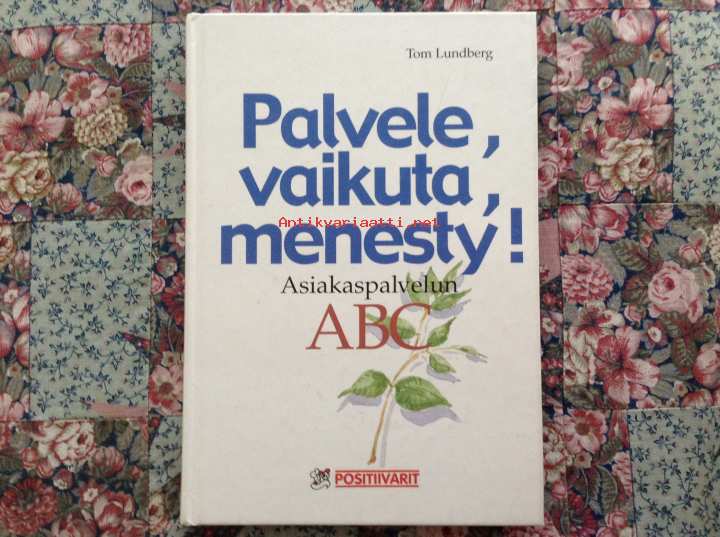 Tom Lundberg
Palvele,
vaikuta,
Antikvariaatti.net
menesty!
Asiakaspalvelun
ABC
POSITIIVARIT